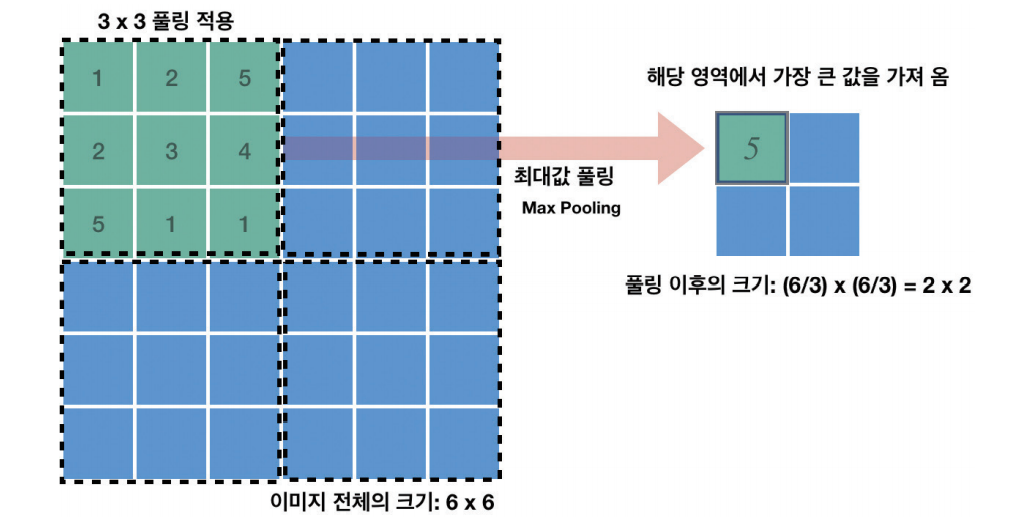 3 x 3 풀링 적용
1 2 5
2 3 4
5 1 1
해당 영역에서 가장 큰 값을 가져 옴
5
최대값 풀링
Max Pooling
풀링 이후의 크기: (6/3) x (6/3) = 2 x 2
이미지 전체의 크기: 6 x 6